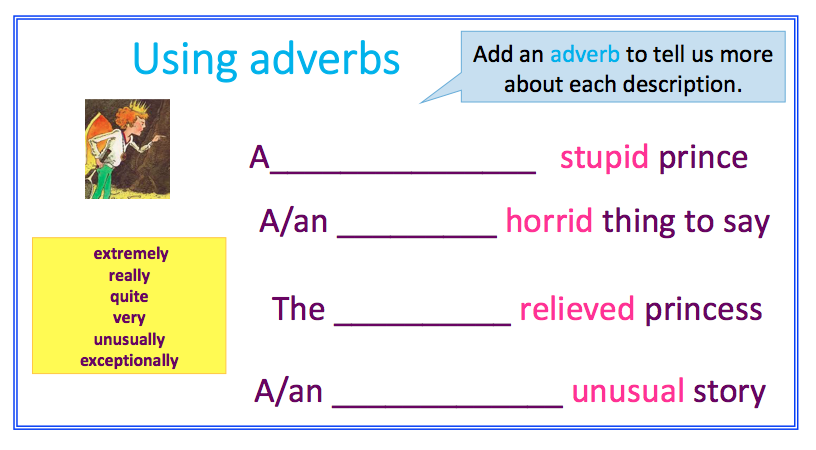 Using adverbs
Add an adverb to tell us more
about each description.
A_______________ stupid prince
A/an _________ horrid thing to say
extremely
really
quite
very
unusually
exceptionally
The __________ relieved princess
A/an _____________ unusual story